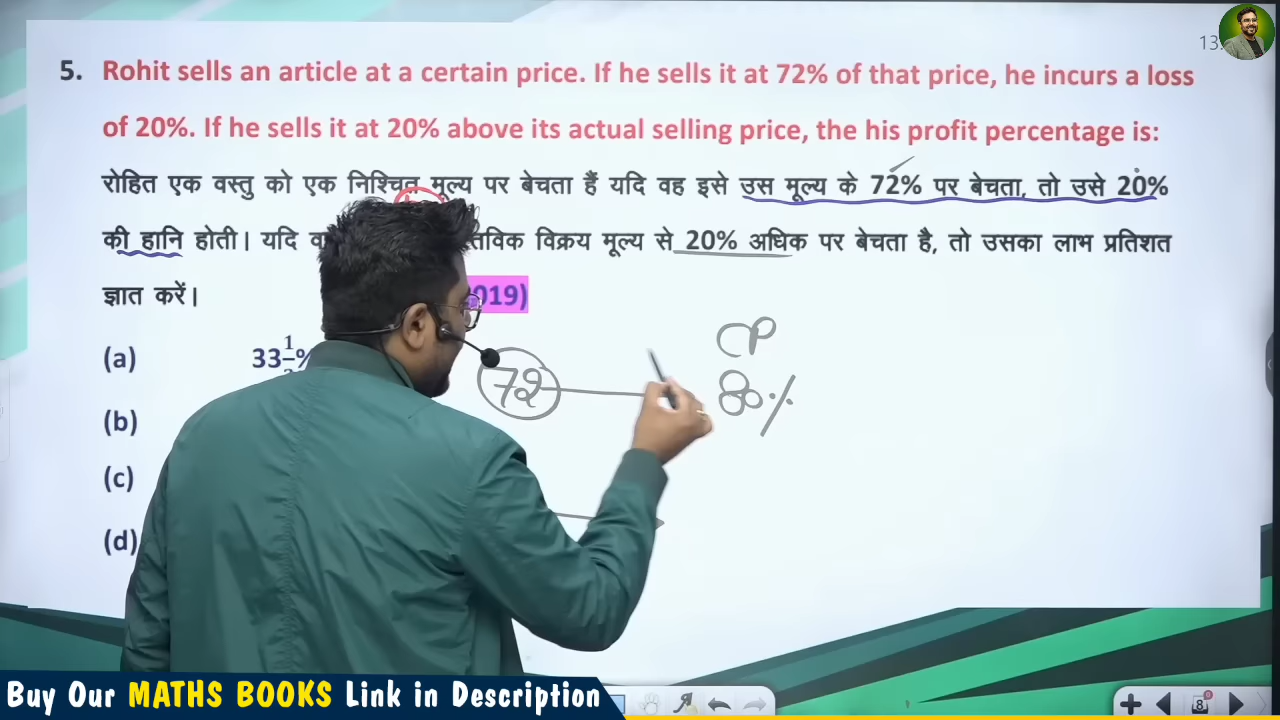 13
5. Rohit sells an article at a certain price. If he sells it at 72% of that price, he incurs a loss
of 20%. If he sells it at 20% above its actual selling price, the his profit percentage is:
रोहित एक वस्तु को एक निश्चित मूल्य पर बेचता हैं यदि वह इसे उस मूल्य के 72% पर बेचता, तो उसे 20%
की हानि होती। यदि विक्रय मूल्य से 20% अधिक पर बेचता है, तो उसका लाभ प्रतिशत
ज्ञात करें। 019)
CP
(a) 33
72 80%
(b)
(c)
(d)
Buy Our MATHS BOOKS Link in Description
8